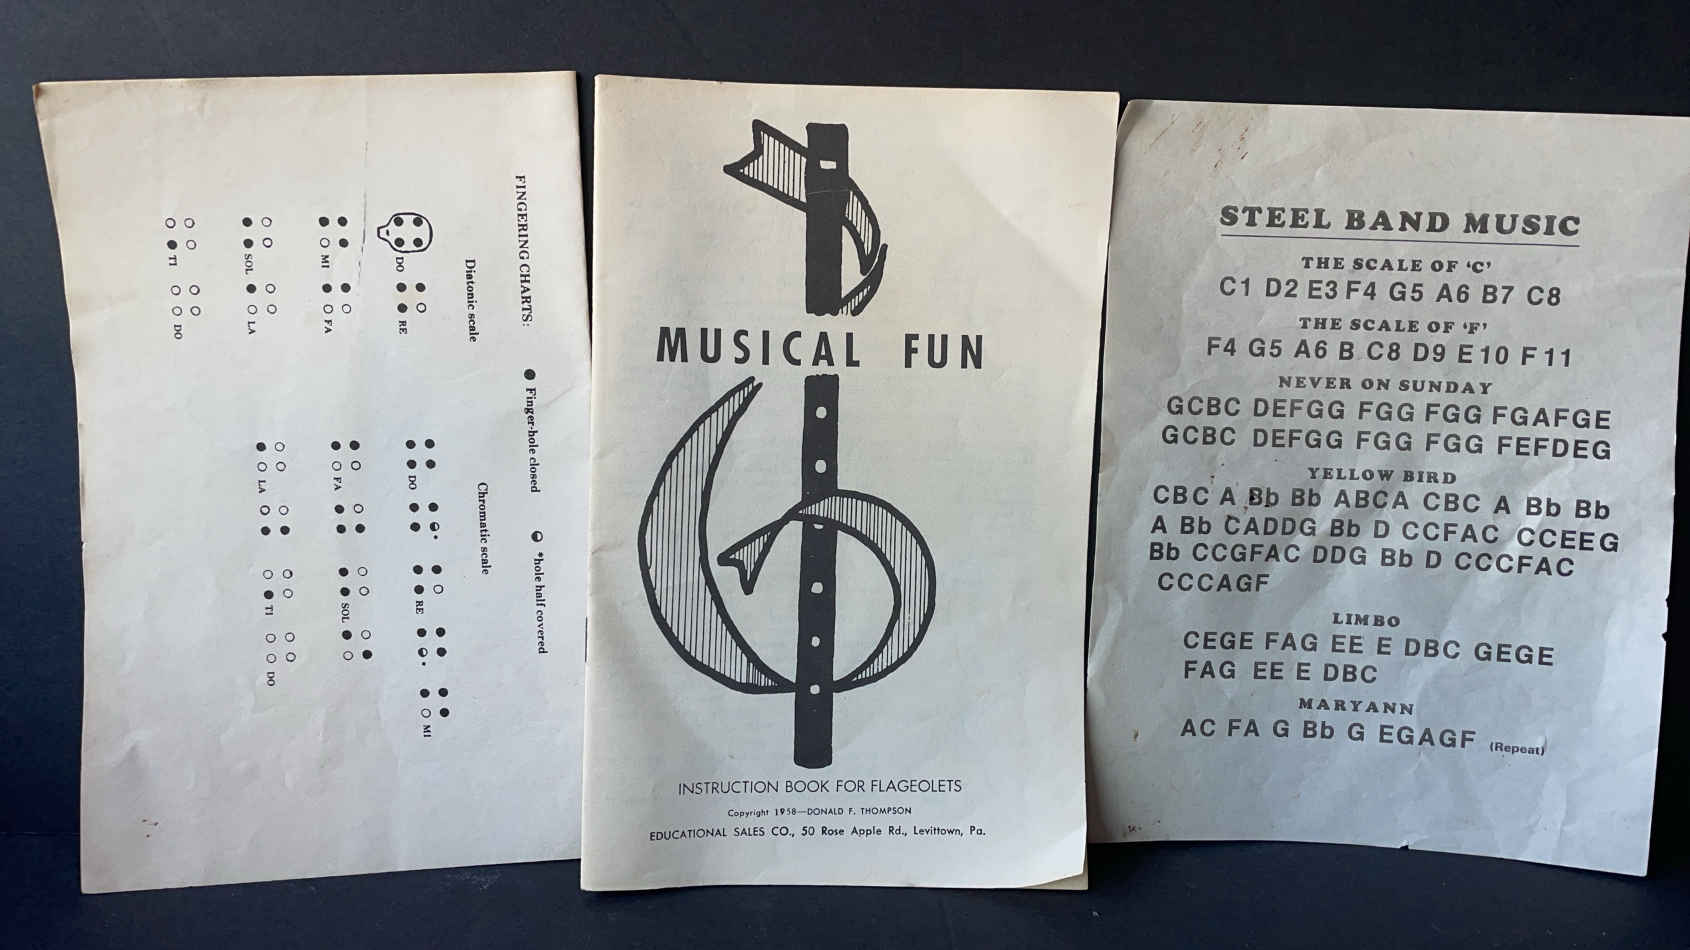 FINGERING CHARTS:
● Finger-hole closed
◒ *hole half covered
Diatonic scale
Chromatic scale
DO
RE
MI
FA
SOL
LA
TI
DO
DO
RE
MI
FA
SOL
LA
TI
DO
MUSICAL FUN
INSTRUCTION BOOK FOR FLAGEOLETS
Copyright 1958—DONALD F. THOMPSON
EDUCATIONAL SALES CO., 50 Rose Apple Rd., Levittown, Pa.
STEEL BAND MUSIC
THE SCALE OF ‘C’
C1 D2 E3 F4 G5 A6 B7 C8
THE SCALE OF ‘F’
F4 G5 A6 B C8 D9 E10 F11
NEVER ON SUNDAY
GCBC DEFGG FGG FGG FGAFGE
GCBC DEFGG FGG FGG FEFDEG
YELLOW BIRD
CBC A Bb Bb ABCA CBC A Bb Bb
A Bb CADDG Bb D CCFAC CCEEG
Bb CCGFAC DDG Bb D CCCFAC
CCCAGF
LIMBO
CEGE FAG EE E DBC GEGE
FAG EE E DBC
MARYANN
AC FA G Bb G EGAGF (Repeat)